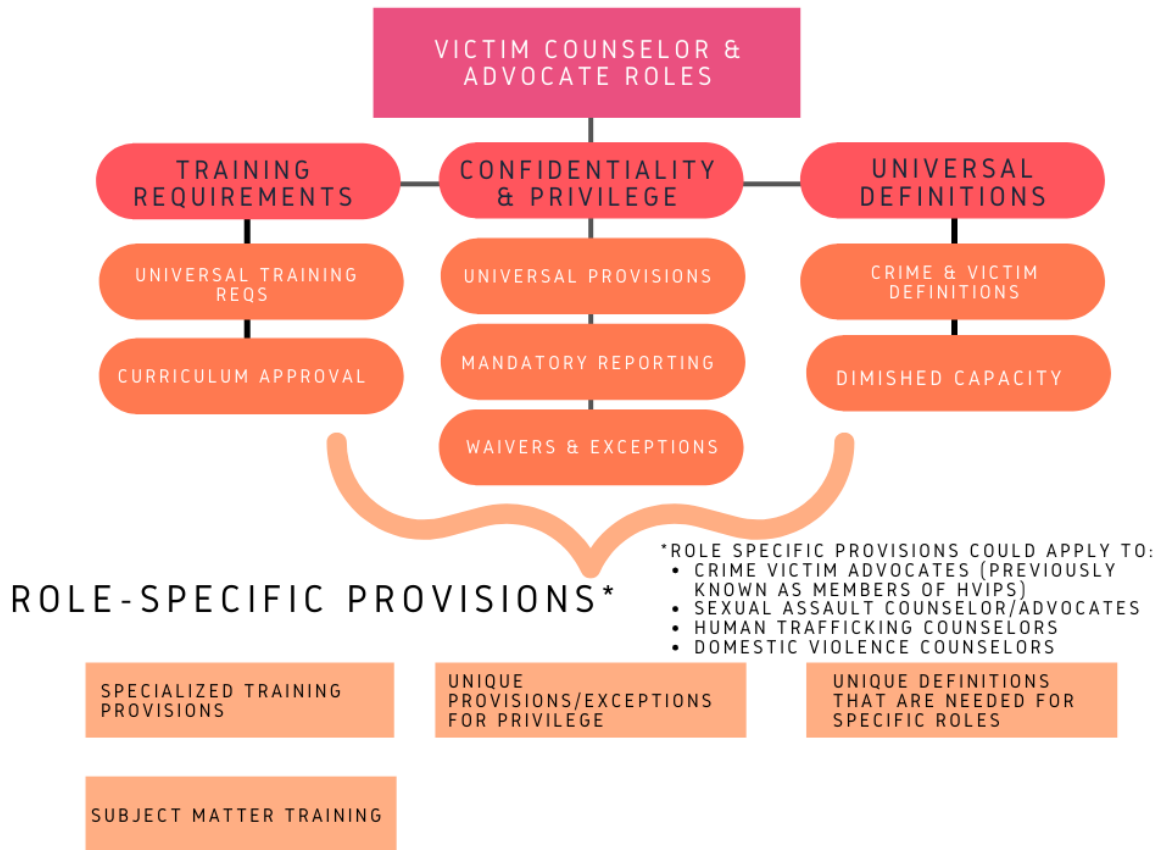 VICTIM COUNSELOR &
ADVOCATE ROLES
TRAINING
REQUIREMENTS
CONFIDENTIALITY
& PRIVILEGE
UNIVERSAL
DEFINITIONS
UNIVERSAL TRAINING
REQS
CURRICULUM APPROVAL
UNIVERSAL PROVISIONS
MANDATORY REPORTING
WAIVERS & EXCEPTIONS
CRIME & VICTIM
DEFINITIONS
DIMISHED CAPACITY
ROLE-SPECIFIC PROVISIONS*
*ROLE SPECIFIC PROVISIONS COULD APPLY TO:
• CRIME VICTIM ADVOCATES (PREVIOUSLY
KNOWN AS MEMBERS OF HVIPS)
• SEXUAL ASSAULT COUNSELOR/ADVOCATES
• HUMAN TRAFFICKING COUNSELORS
• DOMESTIC VIOLENCE COUNSELORS
SPECIALIZED TRAINING
PROVISIONS
SUBJECT MATTER TRAINING
UNIQUE
PROVISIONS/EXCEPTIONS
FOR PRIVILEGE
UNIQUE DEFINITIONS
THAT ARE NEEDED FOR
SPECIFIC ROLES